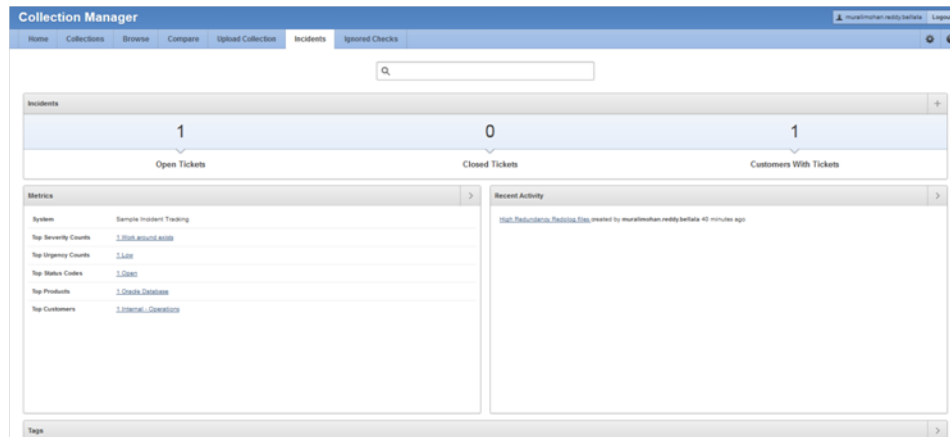 Collection Manager
muralimohan.reddy.bellala Logout
Home Collections Browse Compare Upload Collection Incidents Ignored Checks
Incidents
1 0 1
Open Tickets Closed Tickets Customers With Tickets
Metrics
System Sample Incident Tracking
Top Severity Counts 1 Work around exists
Top Urgency Counts 1 Low
Top Status Codes 1 Open
Top Products 1 Oracle Database
Top Customers 1 Internal - Operations
Recent Activity
High Redundancy Redolog files created by muralimohan.reddy.bellala 40 minutes ago
Tags